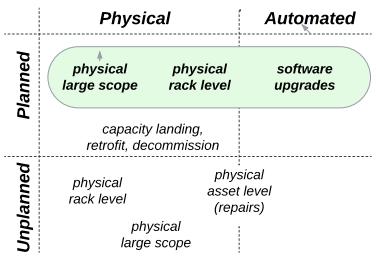 Physical Automated
Planned
physical physical software
large scope rack level upgrades
capacity landing,
retrofit, decommission
Unplanned
physical
rack level
physical
asset level
(repairs)
physical
large scope